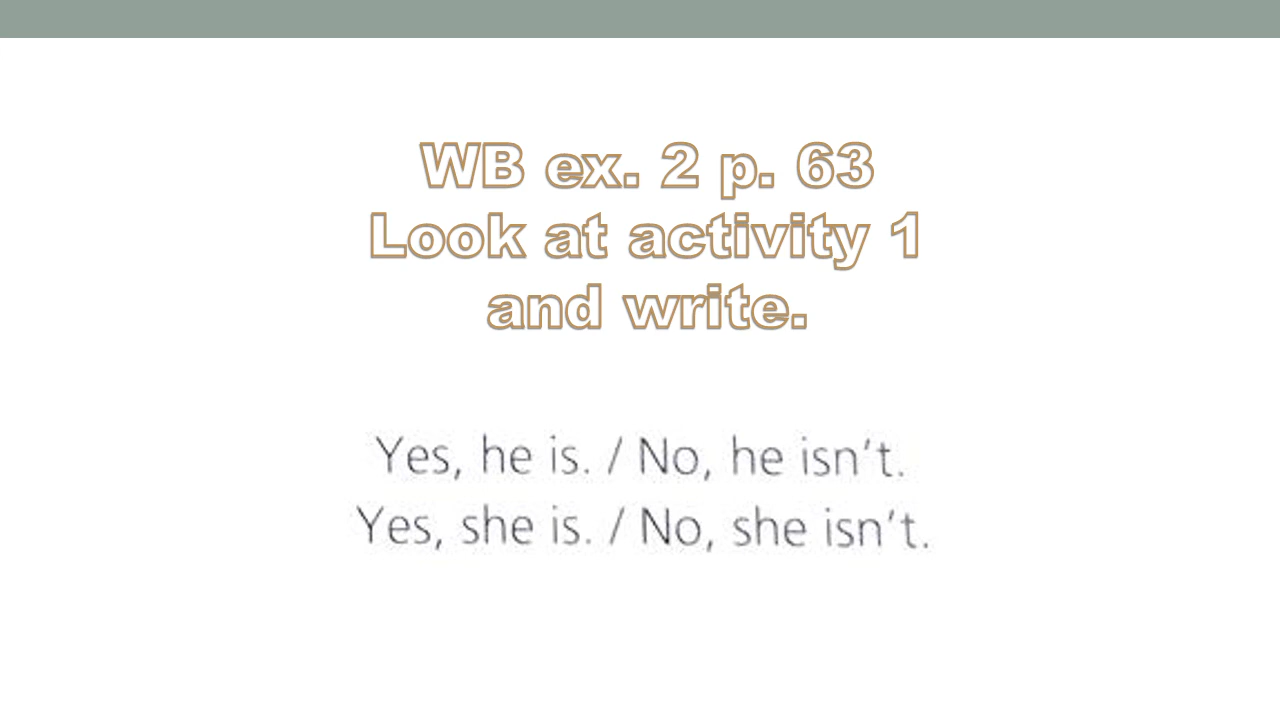 WB ex. 2 p. 63
Look at activity 1
and write.
Yes, he is. / No, he isn't.
Yes, she is. / No, she isn't.